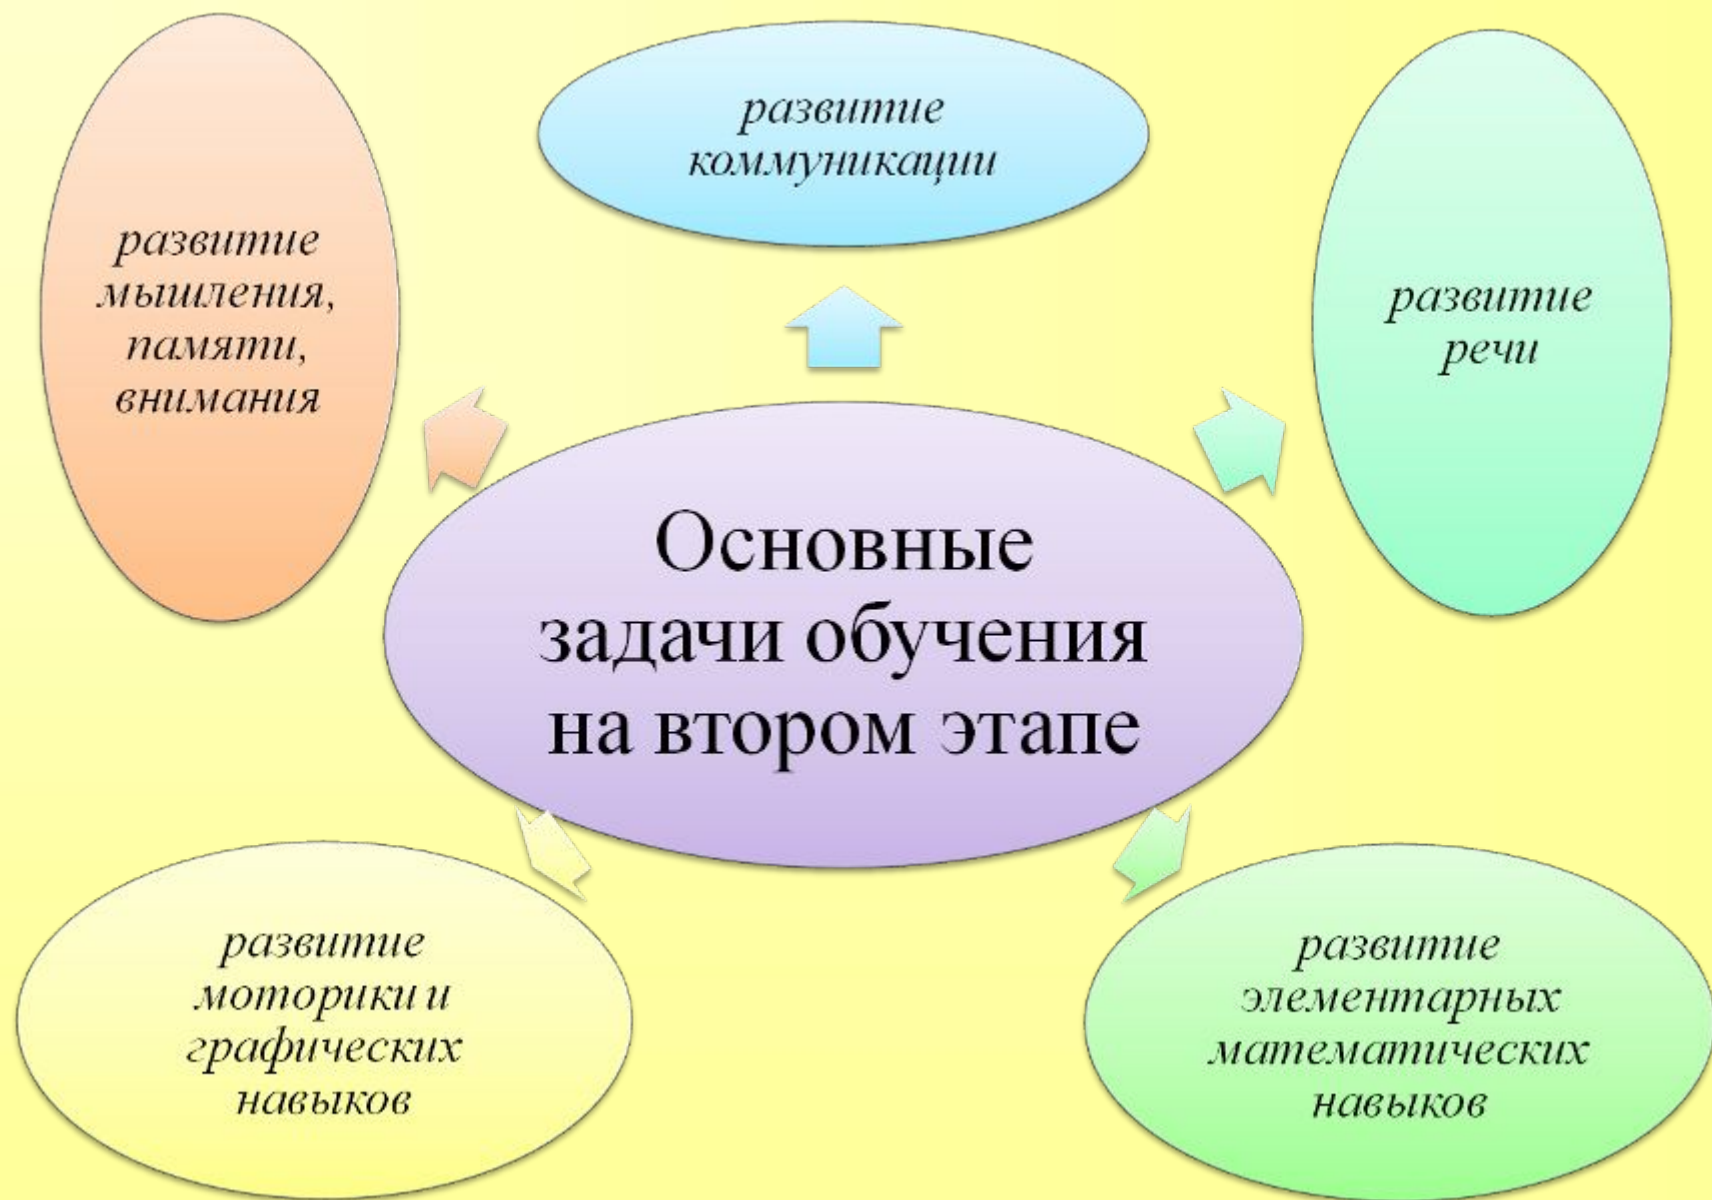 развитие
коммуникации
развитие
мышления,
памяти,
внимания
развитие
речи
Основные
задачи обучения
на втором этапе
развитие
моторики и
графических
навыков
развитие
элементарных
математических
навыков